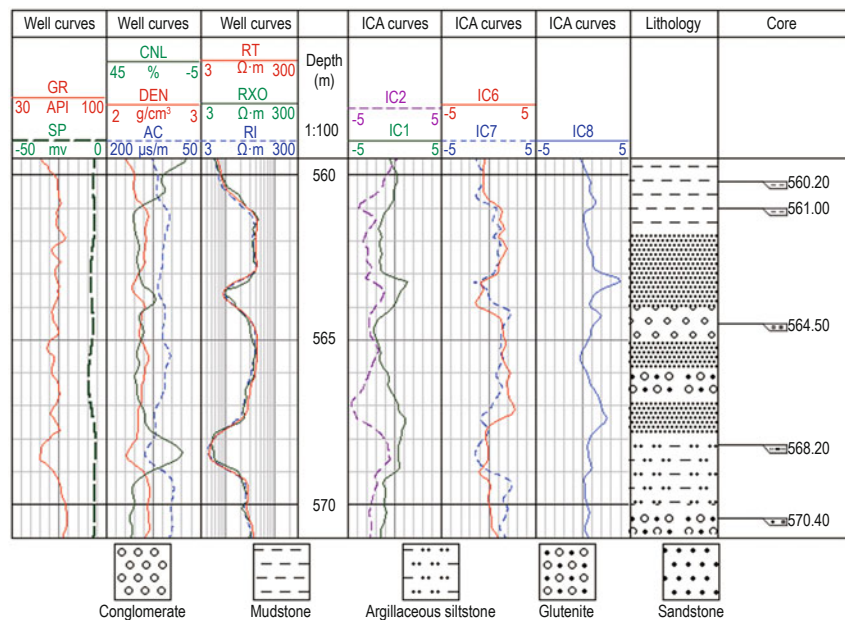 Well curves Well curves Well curves ICA curves ICA curves ICA curves Lithology Core
GR
30 API 100
SP
-50 mv 0
CNL
45 % -5
DEN
2 g/cm³ 3
AC
200 μs/m 50
RT
3 Ω·m 300
RXO
3 Ω·m 300
RI
3 Ω·m 300
Depth
(m)
1:100
IC2
-5 5
IC1
-5 5
IC6
-5 5
IC7
-5 5
IC8
-5 5
560
565
570
560.20
561.00
564.50
568.20
570.40
Conglomerate Mudstone Argillaceous siltstone Glutenite Sandstone